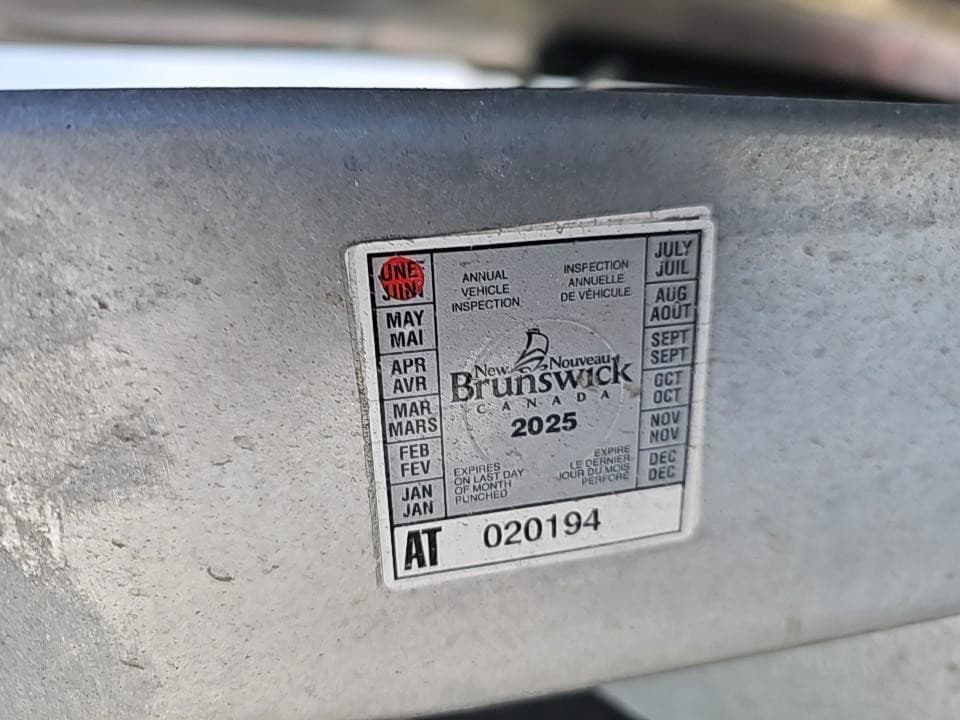 JUNE
JUIN
MAY
MAI
APR
AVR
MAR
MARS
FEB
FEV
JAN
JAN
ANNUAL
VEHICLE
INSPECTION
INSPECTION
ANNUELLE
DE VÉHICULE
New Nouveau
Brunswick
CANADA
2025
EXPIRES
ON LAST DAY
OF MONTH
PUNCHED
EXPIRE
LE DERNIER
JOUR DU MOIS
PERFORÉ
JULY
JUIL
AUG
AOÛT
SEPT
SEPT
OCT
OCT
NOV
NOV
DEC
DEC
AT 020194